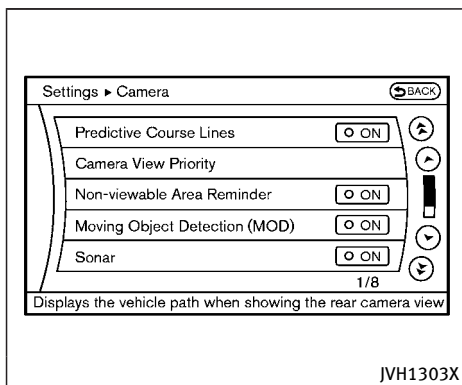 Settings ▸ Camera BACK
Predictive Course Lines ON
Camera View Priority
Non-viewable Area Reminder ON
Moving Object Detection (MOD) ON
Sonar ON
1/8
Displays the vehicle path when showing the rear camera view
JVH1303X